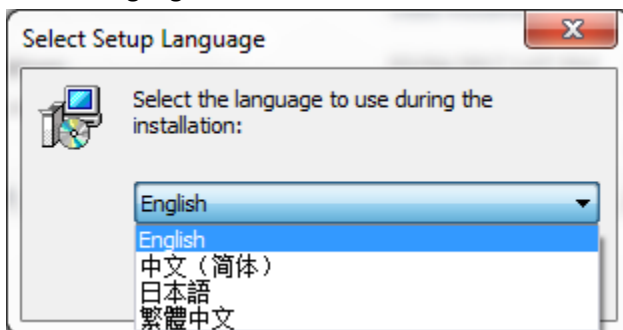 Select Setup Language
Select the language to use during the
installation:
English
English
中文（简体）
日本語
繁體中文